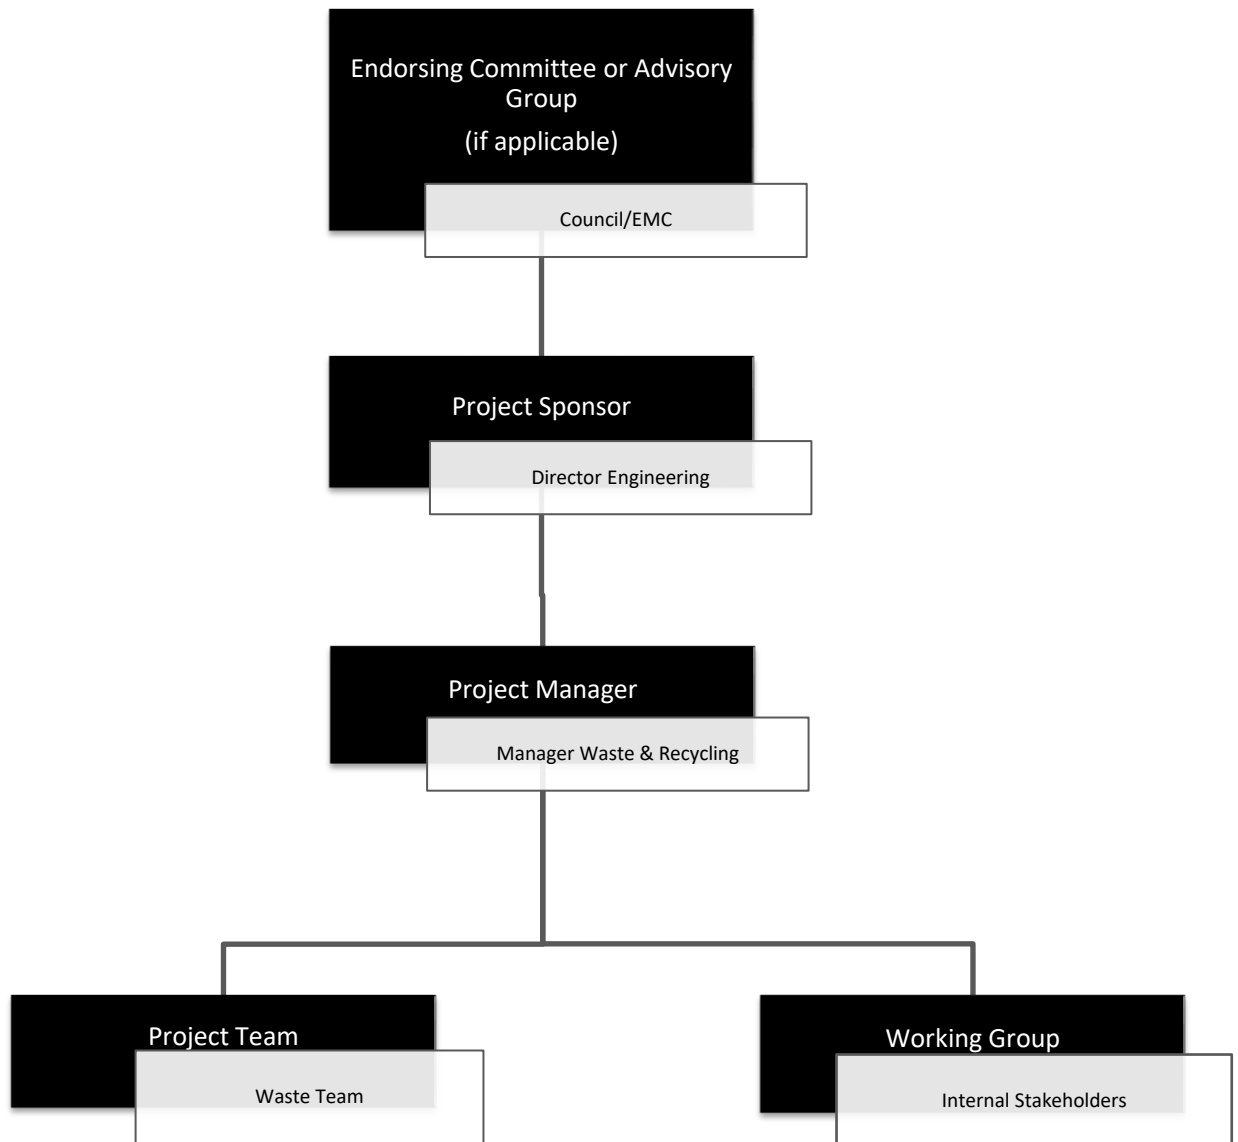 Endorsing Committee or Advisory
Group
(if applicable)
Council/EMC
Project Sponsor
Director Engineering
Project Manager
Manager Waste & Recycling
Project Team
Waste Team
Working Group
Internal Stakeholders